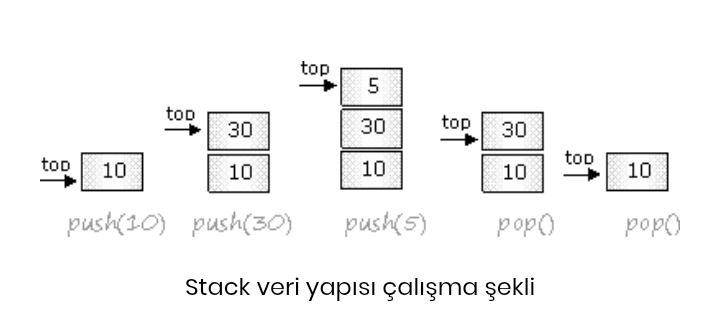 top
5
top
30
top
30
top
30
top
10
10
10
10
top
10
push(10)
push(30)
push(5)
pop()
pop()
Stack veri yapısı çalışma şekli